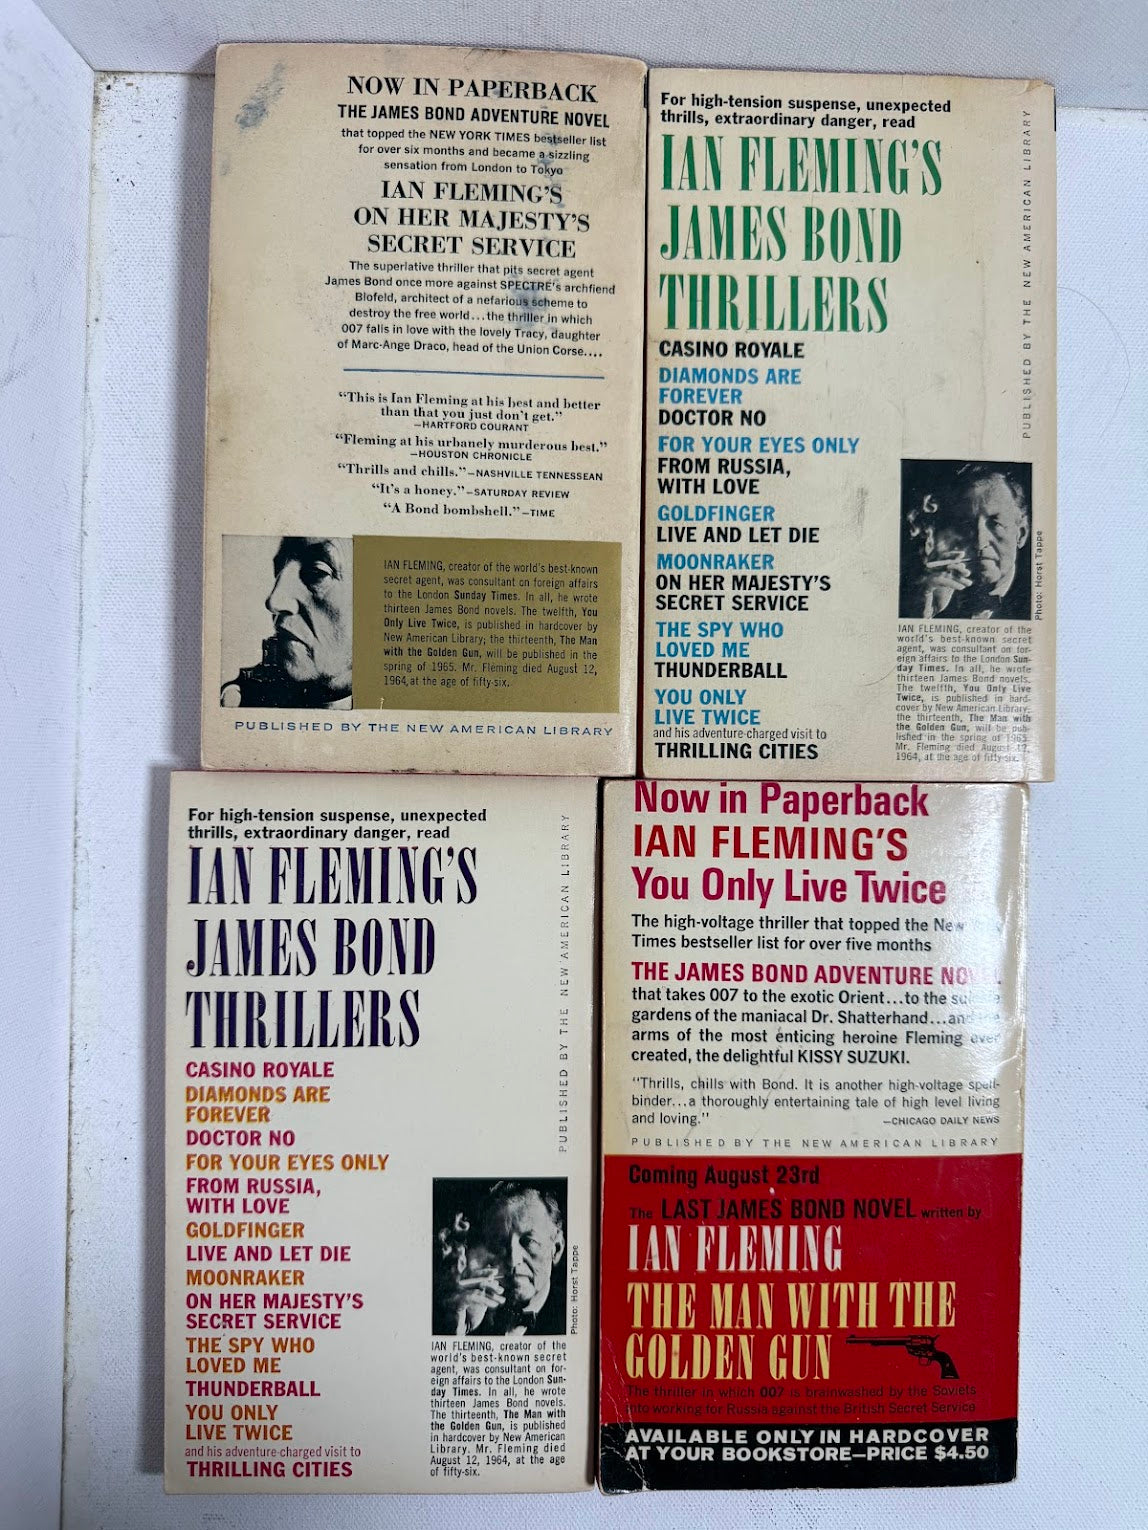 NOW IN PAPERBACK
THE JAMES BOND ADVENTURE NOVEL
that topped the NEW YORK TIMES bestseller list
for over six months and became a sizzling
sensation from London to Tokyo
IAN FLEMING'S
ON HER MAJESTY'S
SECRET SERVICE
The superlative thriller that pits secret agent
James Bond once more against SPECTRE's archfiend
Blofeld, architect of a nefarious scheme to
destroy the free world...the thriller in which
007 falls in love with the lovely Tracy, daughter
of Marc-Ange Draco, head of the Union Corse....
"This is Ian Fleming at his best and better
than that you just don't get."
—HARTFORD COURANT
"Fleming at his urbanely murderous best."
—HOUSTON CHRONICLE
"Thrills and chills."—NASHVILLE TENNESSEAN
"It's a honey."—SATURDAY REVIEW
"A Bond bombshell."—TIME
IAN FLEMING, creator of the world's best-known
secret agent, was consultant on foreign affairs
to the London Sunday Times. In all, he wrote
thirteen James Bond novels. The twelfth, You
Only Live Twice, is published in hardcover by
New American Library; the thirteenth, The Man
with the Golden Gun, will be published in the
spring of 1965. Mr. Fleming died August 12,
1964, at the age of fifty-six.
PUBLISHED BY THE NEW AMERICAN LIBRARY
For high-tension suspense, unexpected
thrills, extraordinary danger, read
IAN FLEMING'S
JAMES BOND
THRILLERS
CASINO ROYALE
DIAMONDS ARE
FOREVER
DOCTOR NO
FOR YOUR EYES ONLY
FROM RUSSIA,
WITH LOVE
GOLDFINGER
LIVE AND LET DIE
MOONRAKER
ON HER MAJESTY'S
SECRET SERVICE
THE SPY WHO
LOVED ME
THUNDERBALL
YOU ONLY
LIVE TWICE
and his adventure-charged visit to
THRILLING CITIES
PUBLISHED BY THE NEW AMERICAN LIBRARY
Photo: Horst Tappe
IAN FLEMING, creator of the
world's best-known secret
agent, was consultant on for-
eign affairs to the London Sun-
day Times. In all, he wrote
thirteen James Bond novels.
The twelfth, You Only Live
Twice, is published in hard-
cover by New American Library;
the thirteenth, The Man with
the Golden Gun, will be pub-
lished in the spring of 1965.
Mr. Fleming died August 12,
1964, at the age of fifty-six.
For high-tension suspense, unexpected
thrills, extraordinary danger, read
IAN FLEMING'S
JAMES BOND
THRILLERS
CASINO ROYALE
DIAMONDS ARE
FOREVER
DOCTOR NO
FOR YOUR EYES ONLY
FROM RUSSIA,
WITH LOVE
GOLDFINGER
LIVE AND LET DIE
MOONRAKER
ON HER MAJESTY'S
SECRET SERVICE
THE SPY WHO
LOVED ME
THUNDERBALL
YOU ONLY
LIVE TWICE
and his adventure-charged visit to
THRILLING CITIES
PUBLISHED BY THE NEW AMERICAN LIBRARY
Photo: Horst Tappe
IAN FLEMING, creator of the
world's best-known secret
agent, was consultant on for-
eign affairs to the London Sun-
day Times. In all, he wrote
thirteen James Bond novels.
The thirteenth, The Man with
the Golden Gun, is published
in hardcover by New American
Library. Mr. Fleming died
August 12, 1964, at the age
of fifty-six.
Now in Paperback
IAN FLEMING'S
You Only Live Twice
The high-voltage thriller that topped the New
Times bestseller list for over five months
THE JAMES BOND ADVENTURE NOVEL
that takes 007 to the exotic Orient...to the suicide
gardens of the maniacal Dr. Shatterhand...and the
arms of the most enticing heroine Fleming ever
created, the delightful KISSY SUZUKI.
"Thrills, chills with Bond. It is another high-voltage spell-
binder...a thoroughly entertaining tale of high level living
and loving."
—CHICAGO DAILY NEWS
PUBLISHED BY THE NEW AMERICAN LIBRARY
Coming August 23rd
The LAST JAMES BOND NOVEL written by
IAN FLEMING
THE MAN WITH THE
GOLDEN GUN
The thriller in which 007 is brainwashed by the Soviets
into working for Russia against the British Secret Service
AVAILABLE ONLY IN HARDCOVER
AT YOUR BOOKSTORE—PRICE $4.50